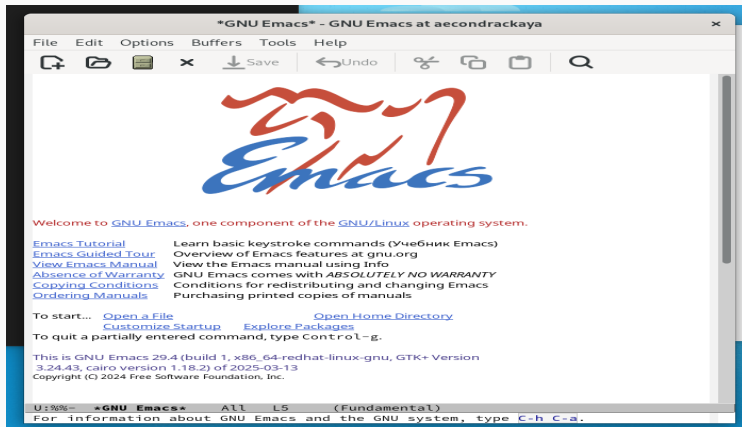 *GNU Emacs* - GNU Emacs at aecondrackaya
File Edit Options Buffers Tools Help
Save Undo
Emacs
Welcome to GNU Emacs, one component of the GNU/Linux operating system.
Emacs Tutorial Learn basic keystroke commands (Учебник Emacs)
Emacs Guided Tour Overview of Emacs features at gnu.org
View Emacs Manual View the Emacs manual using Info
Absence of Warranty GNU Emacs comes with ABSOLUTELY NO WARRANTY
Copying Conditions Conditions for redistributing and changing Emacs
Ordering Manuals Purchasing printed copies of manuals
To start... Open a File Open Home Directory
Customize Startup Explore Packages
To quit a partially entered command, type Control-g.
This is GNU Emacs 29.4 (build 1, x86_64-redhat-linux-gnu, GTK+ Version
3.24.43, cairo version 1.18.2) of 2025-03-13
Copyright (C) 2024 Free Software Foundation, Inc.
U:%%- *GNU Emacs* All L5 (Fundamental)
For information about GNU Emacs and the GNU system, type C-h C-a.